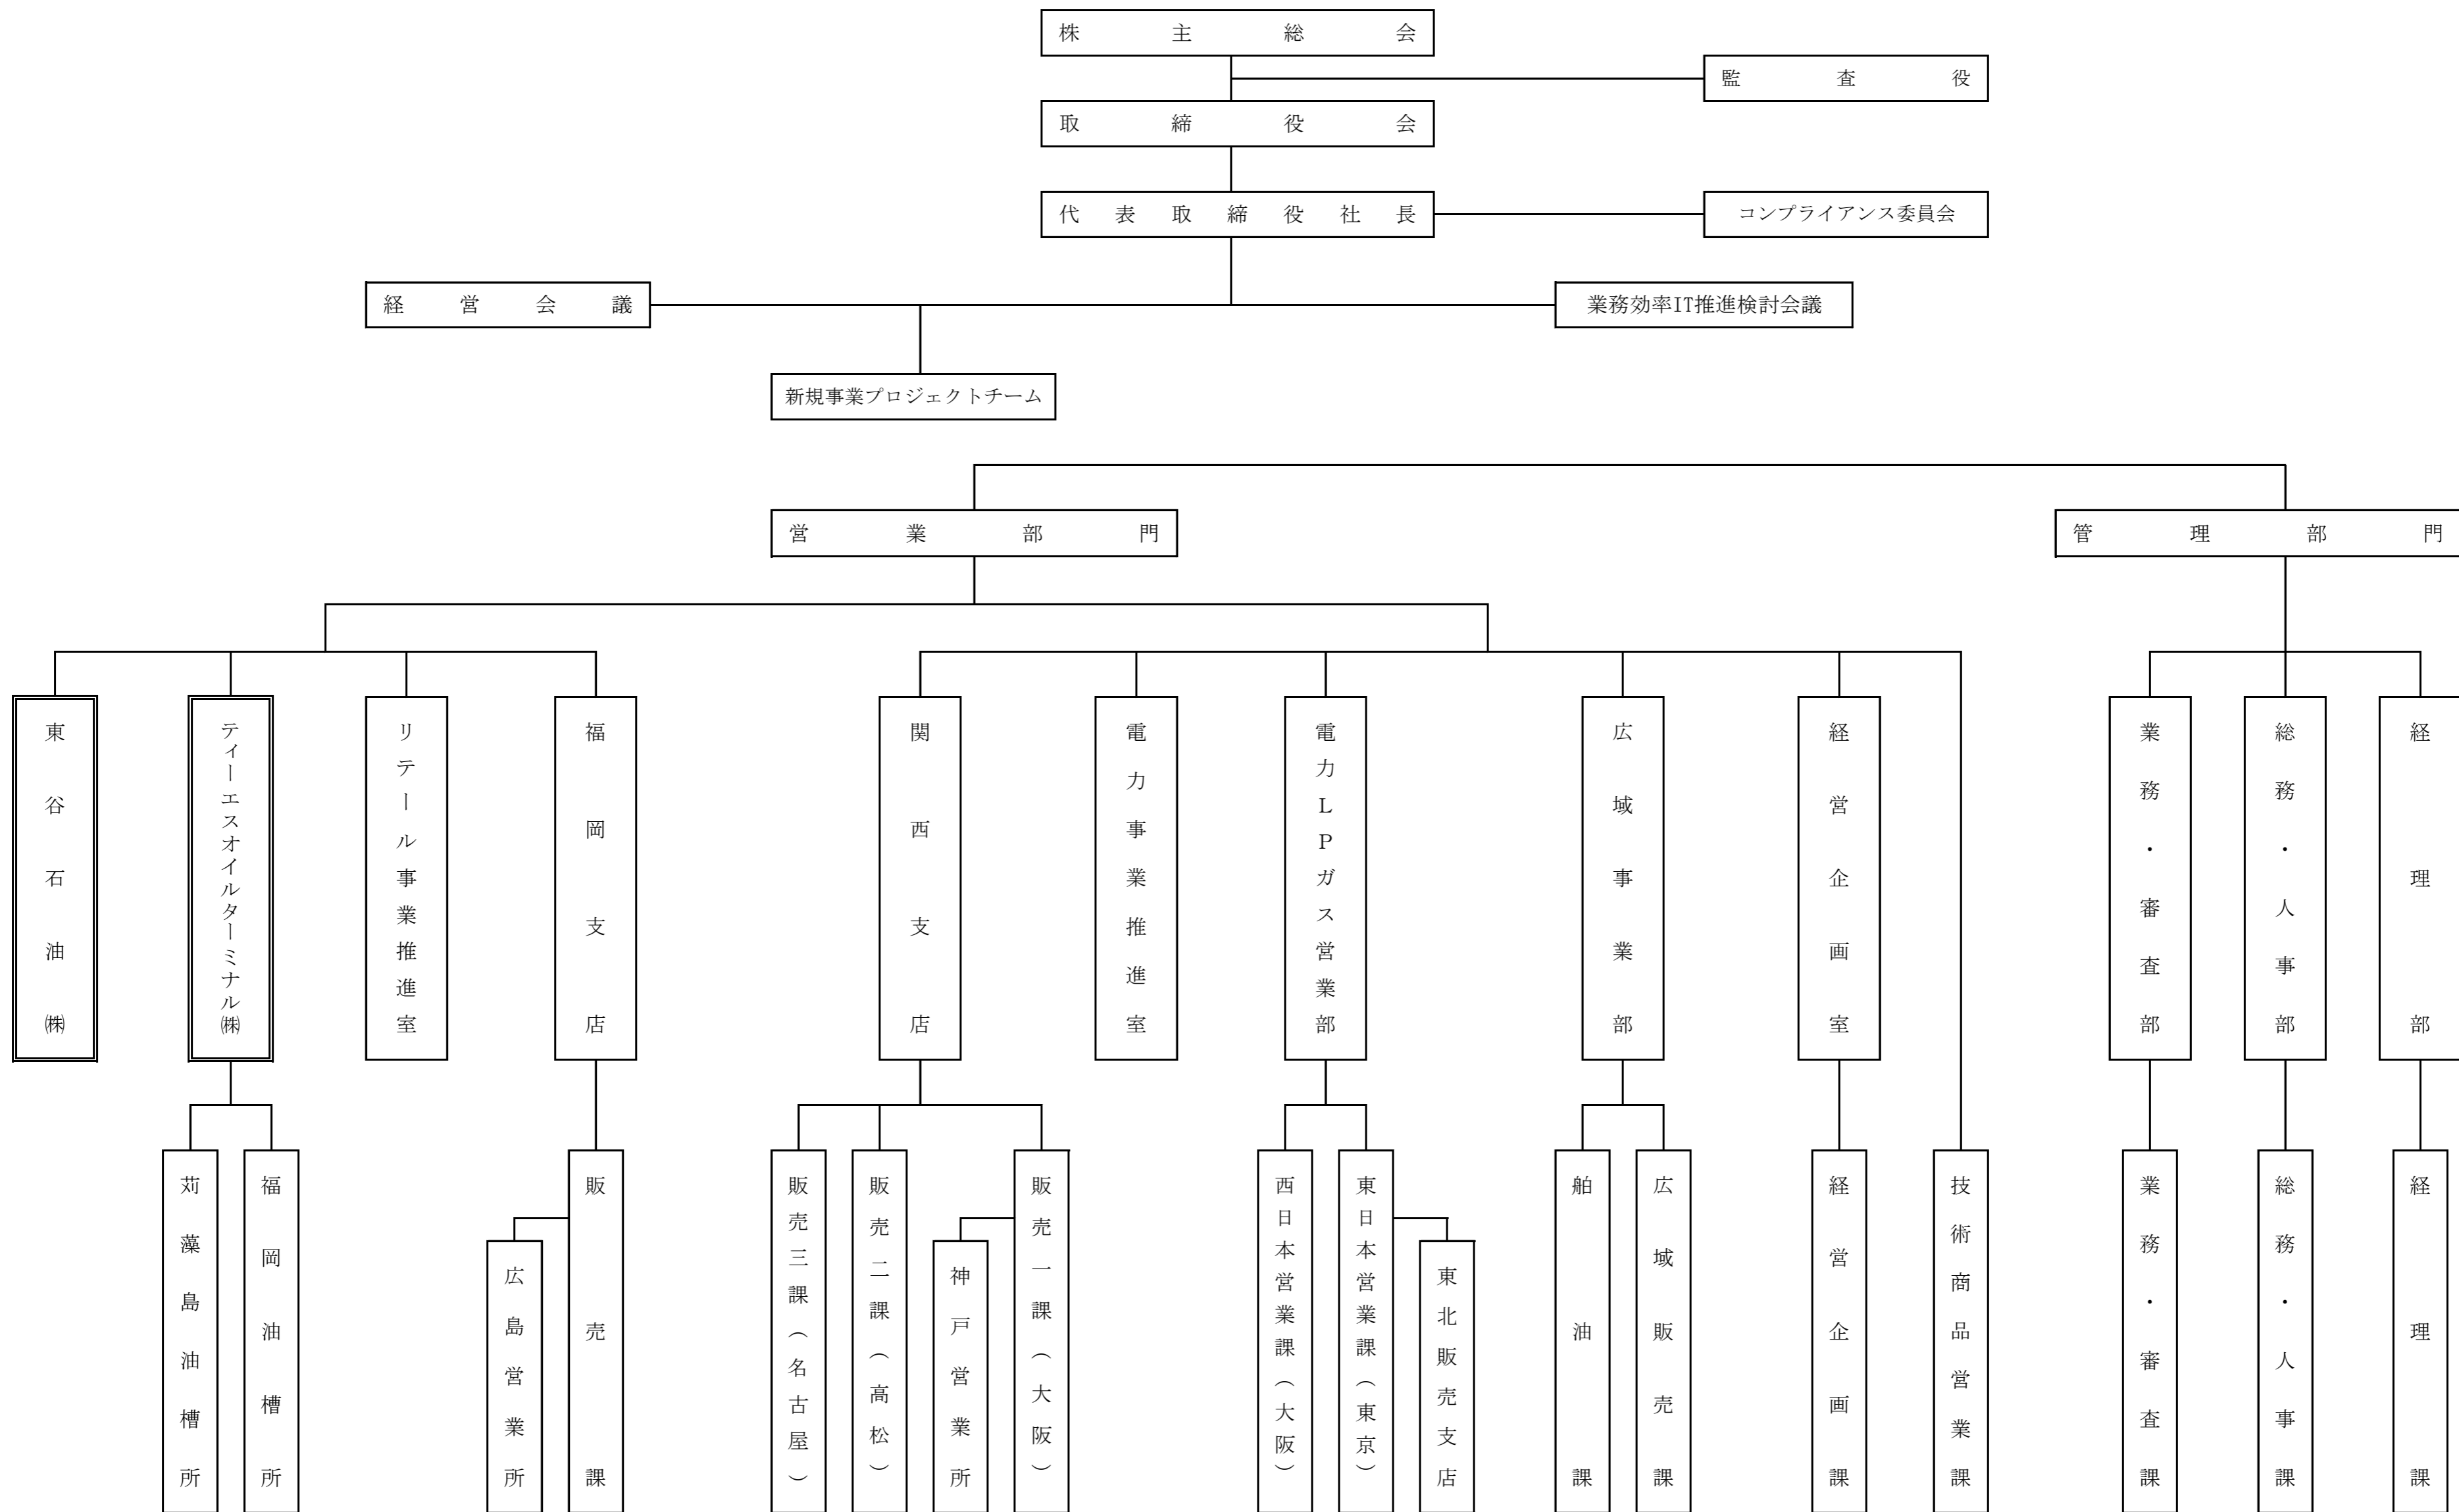 株主総会
監査役
取締役会
代表取締役社長
コンプライアンス委員会
経営会議
業務効率IT推進検討会議
新規事業プロジェクトチーム
営業部門
管理部門
東谷石油㈱
ティーエスオイルターミナル㈱
リテール事業推進室
福岡支店
関西支店
電力事業推進室
電力LPガス営業部
広域事業部
経営企画室
業務・審査部
総務・人事部
経理部
苅藻島油槽所
福岡油槽所
広島営業所
販売課
販売三課(名古屋)
販売二課(高松)
神戸営業所
販売一課(大阪)
西日本営業課(大阪)
東日本営業課(東京)
東北販売支店
舶油課
広域販売課
経営企画課
技術商品営業課
業務・審査課
総務・人事課
経理課